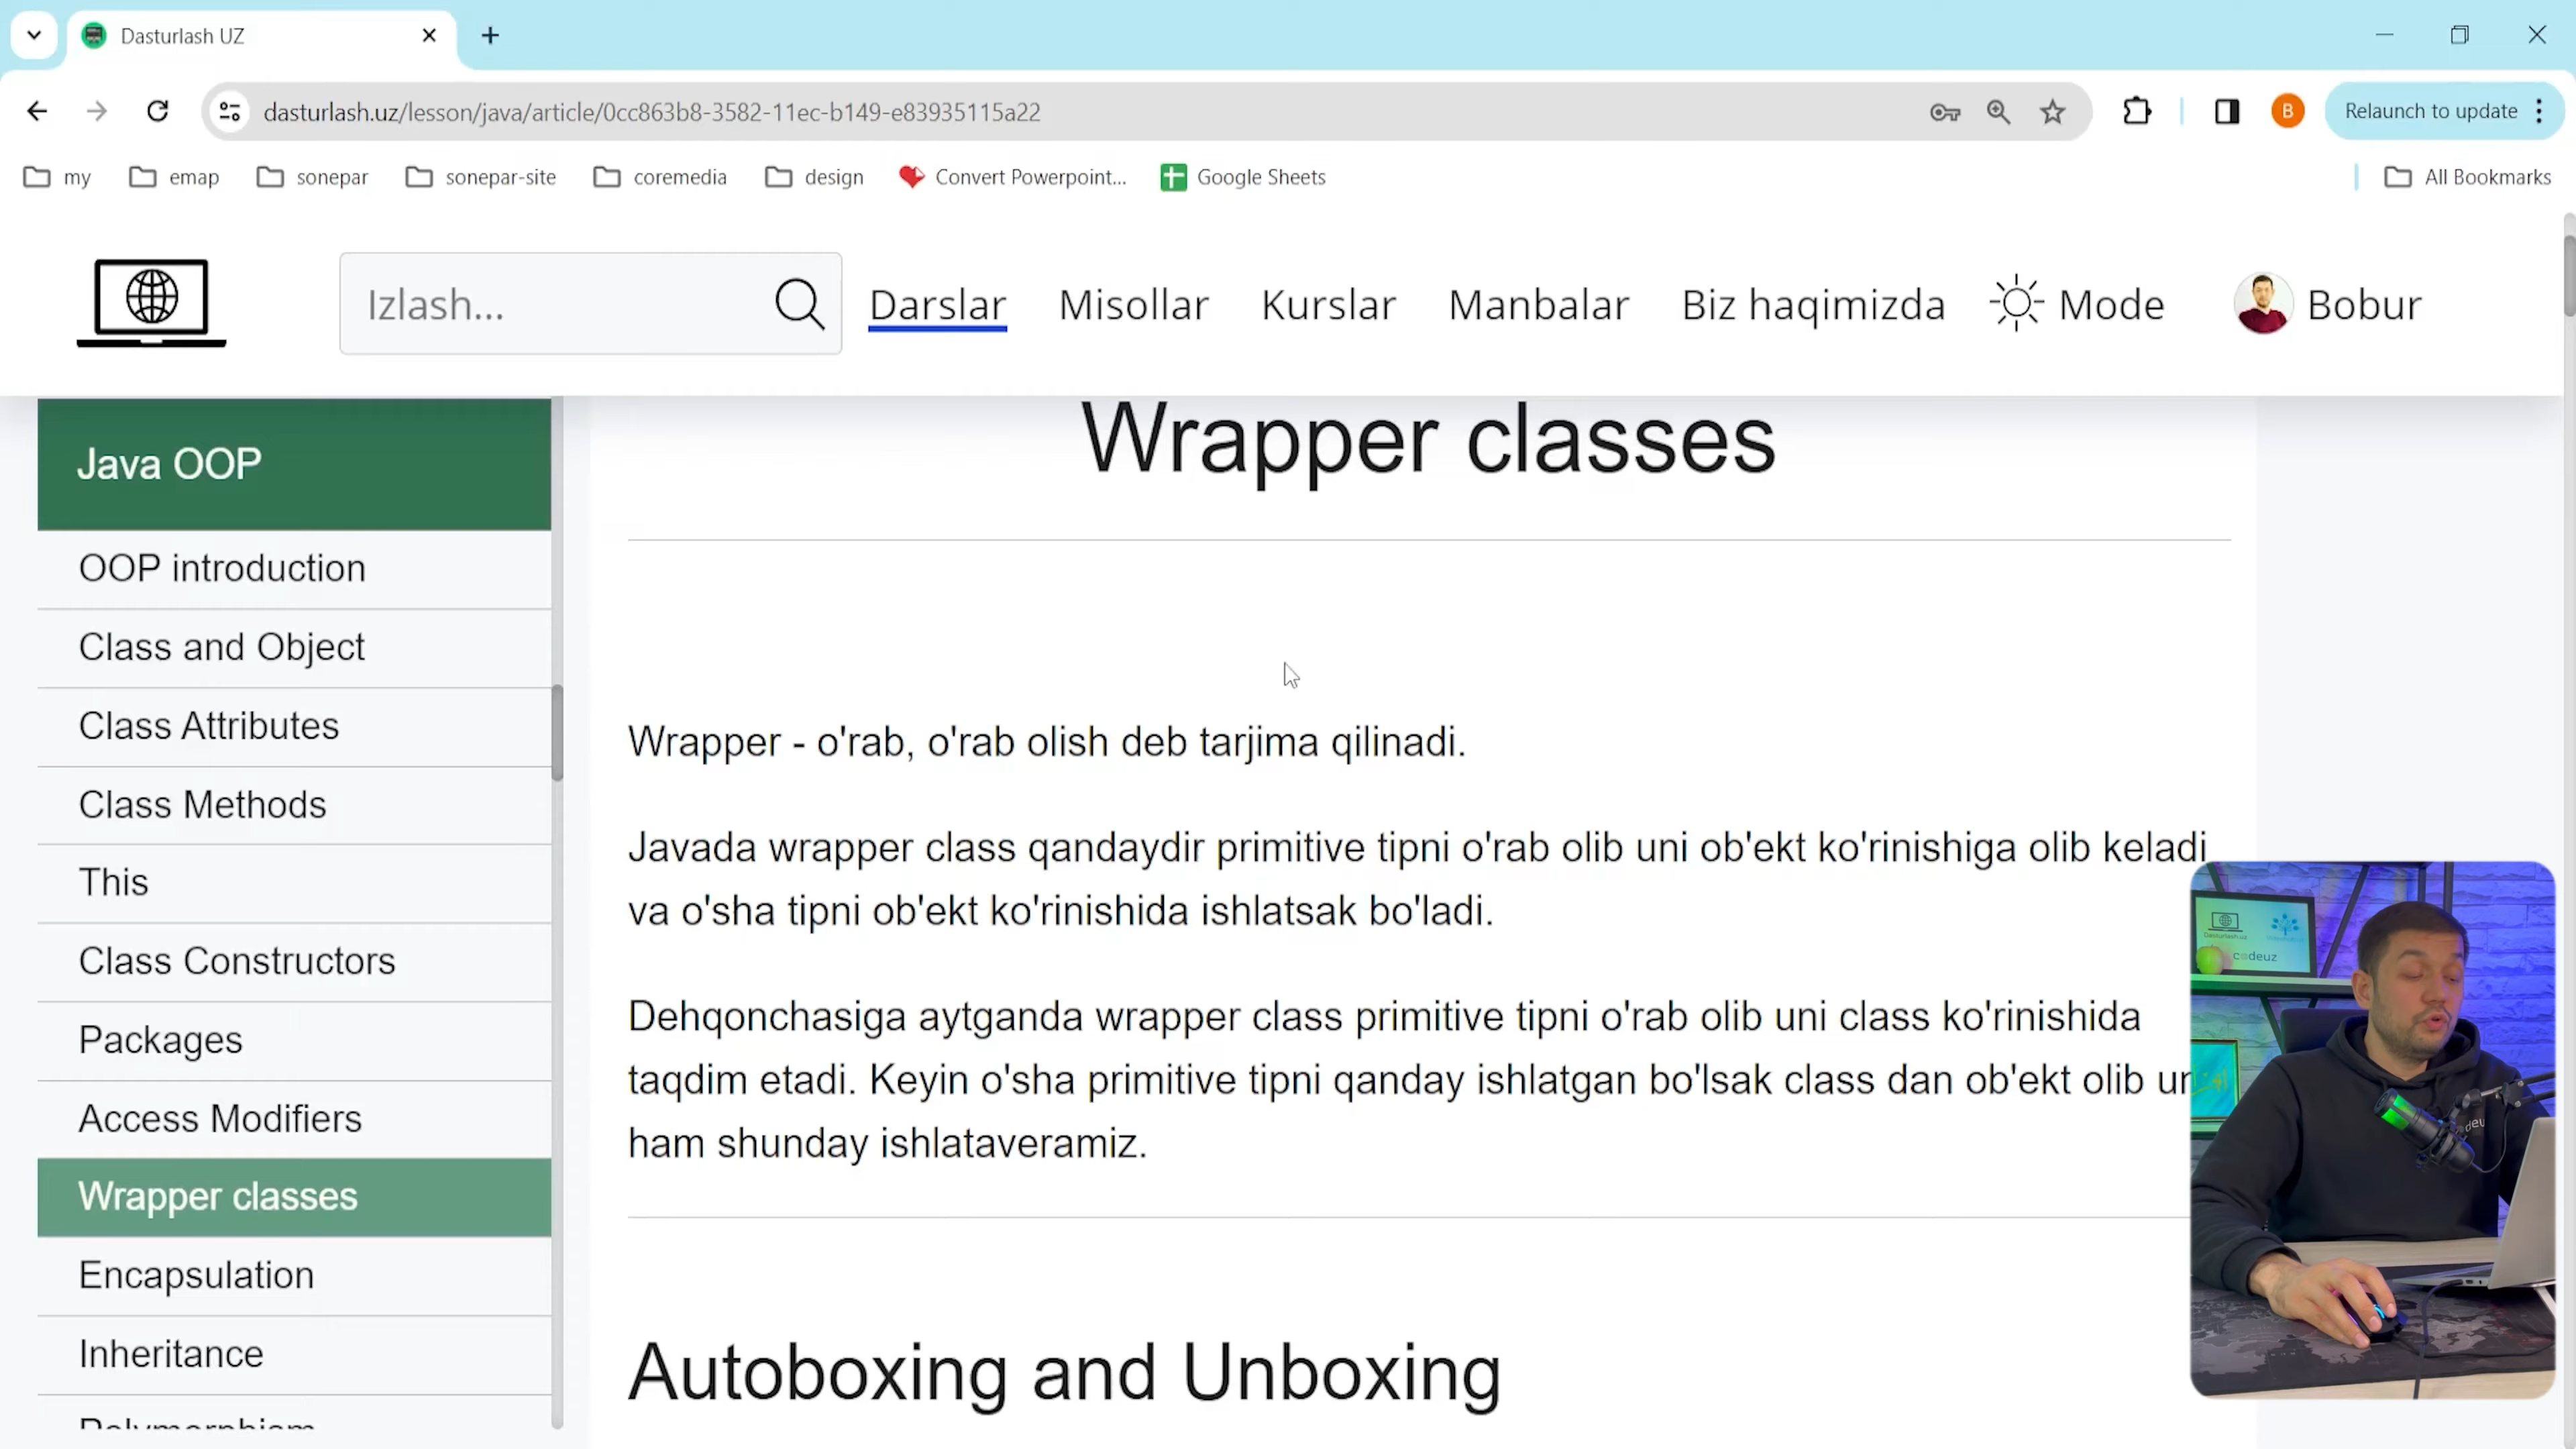 Dasturlash UZ
dasturlash.uz/lesson/java/article/0cc863b8-3582-11ec-b149-e83935115a22
B
Relaunch to update
my
emap
sonepar
sonepar-site
coremedia
design
Convert Powerpoint...
Google Sheets
All Bookmarks
Izlash...
Darslar
Misollar
Kurslar
Manbalar
Biz haqimizda
Mode
Bobur
Java OOP
OOP introduction
Class and Object
Class Attributes
Class Methods
This
Class Constructors
Packages
Access Modifiers
Wrapper classes
Encapsulation
Inheritance
Polymorphism
Wrapper classes
Wrapper - o'rab, o'rab olish deb tarjima qilinadi.
Javada wrapper class qandaydir primitive tipni o'rab olib uni ob'ekt ko'rinishiga olib keladi
va o'sha tipni ob'ekt ko'rinishida ishlatsak bo'ladi.
Dehqonchasiga aytganda wrapper class primitive tipni o'rab olib uni class ko'rinishida
taqdim etadi. Keyin o'sha primitive tipni qanday ishlatgan bo'lsak class dan ob'ekt olib
ham shunday ishlataveramiz.
Autoboxing and Unboxing
Dasturlash.uz
codeuz